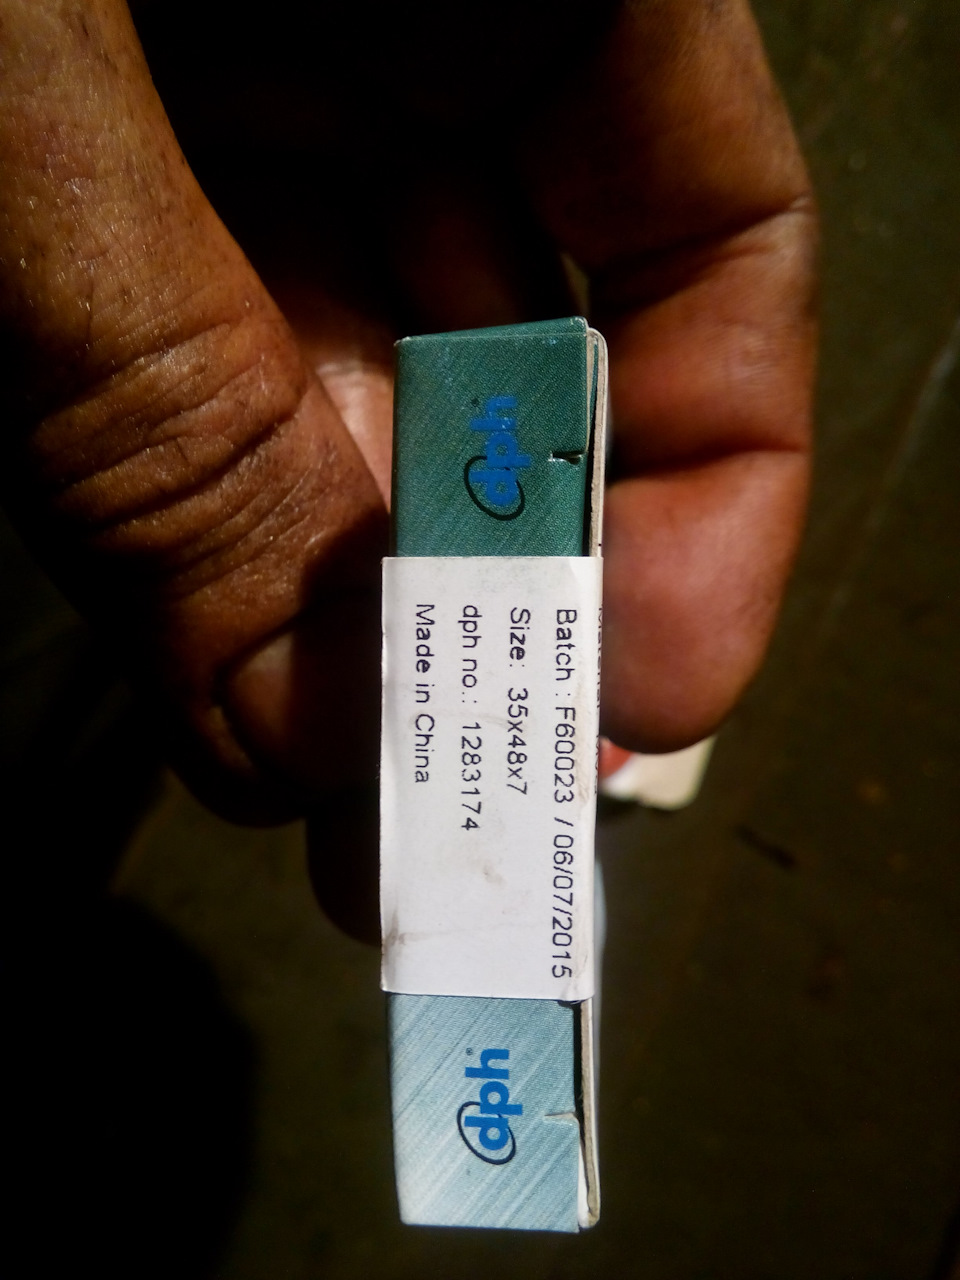 dph
Batch : F60023 / 06/07/2015
Size: 35x48x7
dph no.: 1283174
Made in China
dph®